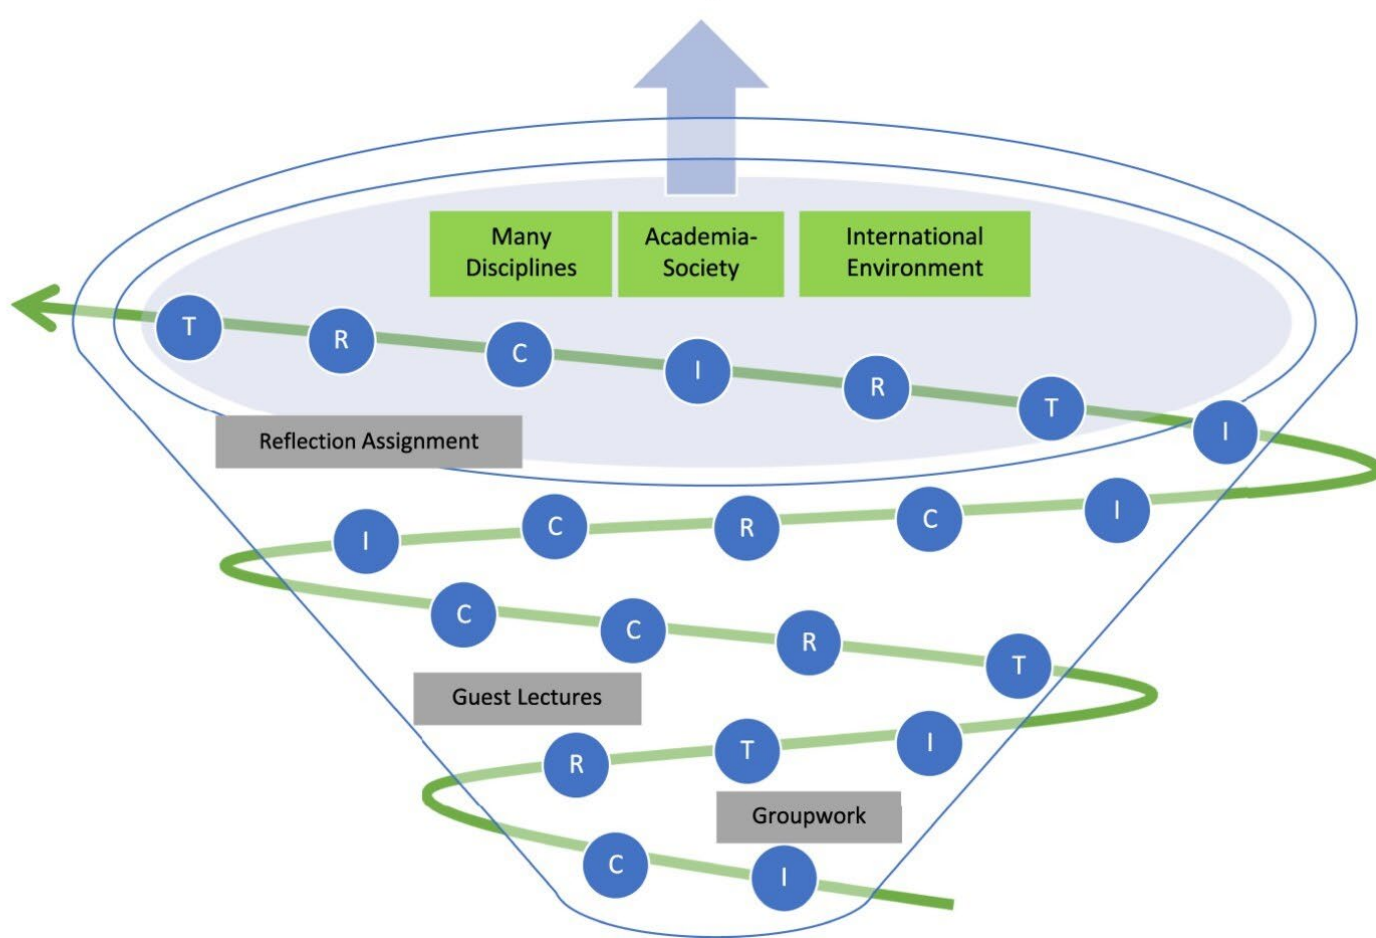 Many
Disciplines
Academia-
Society
International
Environment
T R C I R T I
Reflection Assignment
I C R C I
C C R T
Guest Lectures
R T I
Groupwork
C I